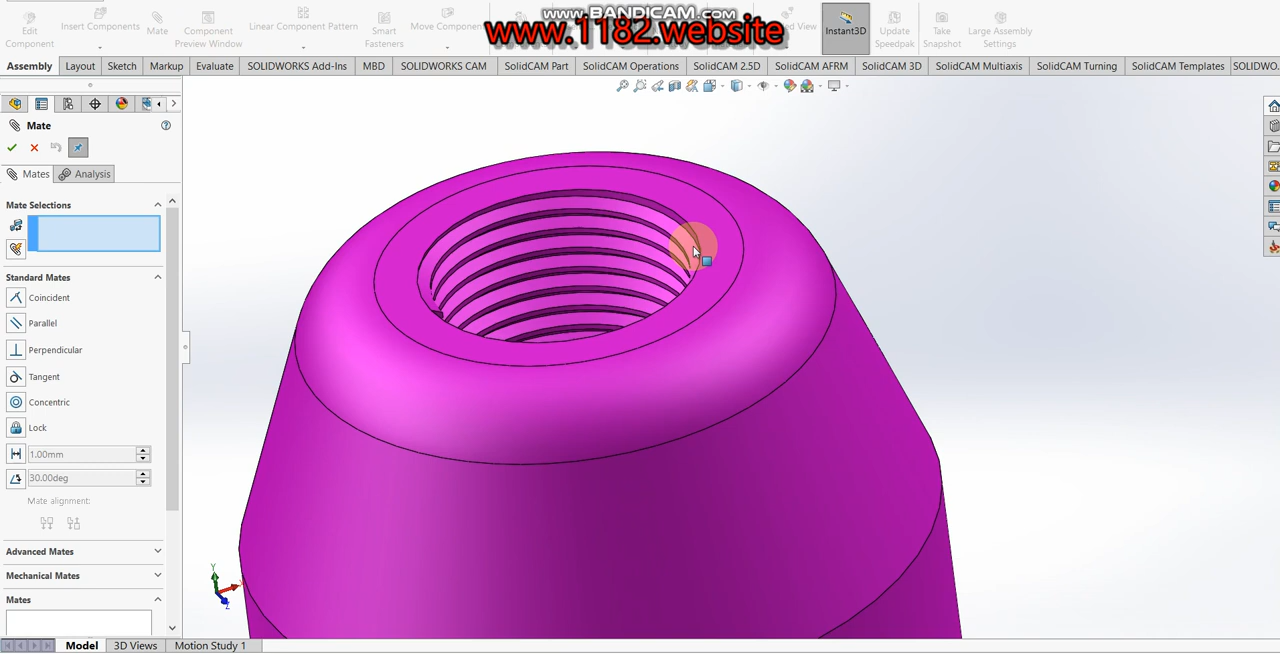 WWW.BANDICAM.COM
www.1182.website
Edit
Component
Insert Components
Mate
Component
Preview Window
Linear Component Pattern
Smart
Fasteners
Move Compon
Instant3D
Update
Speedpak
Take
Snapshot
Large Assembly
Settings
Assembly
Layout
Sketch
Markup
Evaluate
SOLIDWORKS Add-Ins
MBD
SOLIDWORKS CAM
SolidCAM Part
SolidCAM Operations
SolidCAM 2.5D
SolidCAM AFRM
SolidCAM 3D
SolidCAM Multiaxis
SolidCAM Turning
SolidCAM Templates
SOLIDWO
Mate
Mates
Analysis
Mate Selections
Standard Mates
Coincident
Parallel
Perpendicular
Tangent
Concentric
Lock
1.00mm
30.00deg
Mate alignment:
Advanced Mates
Mechanical Mates
Mates
Y
Z
Model
3D Views
Motion Study 1